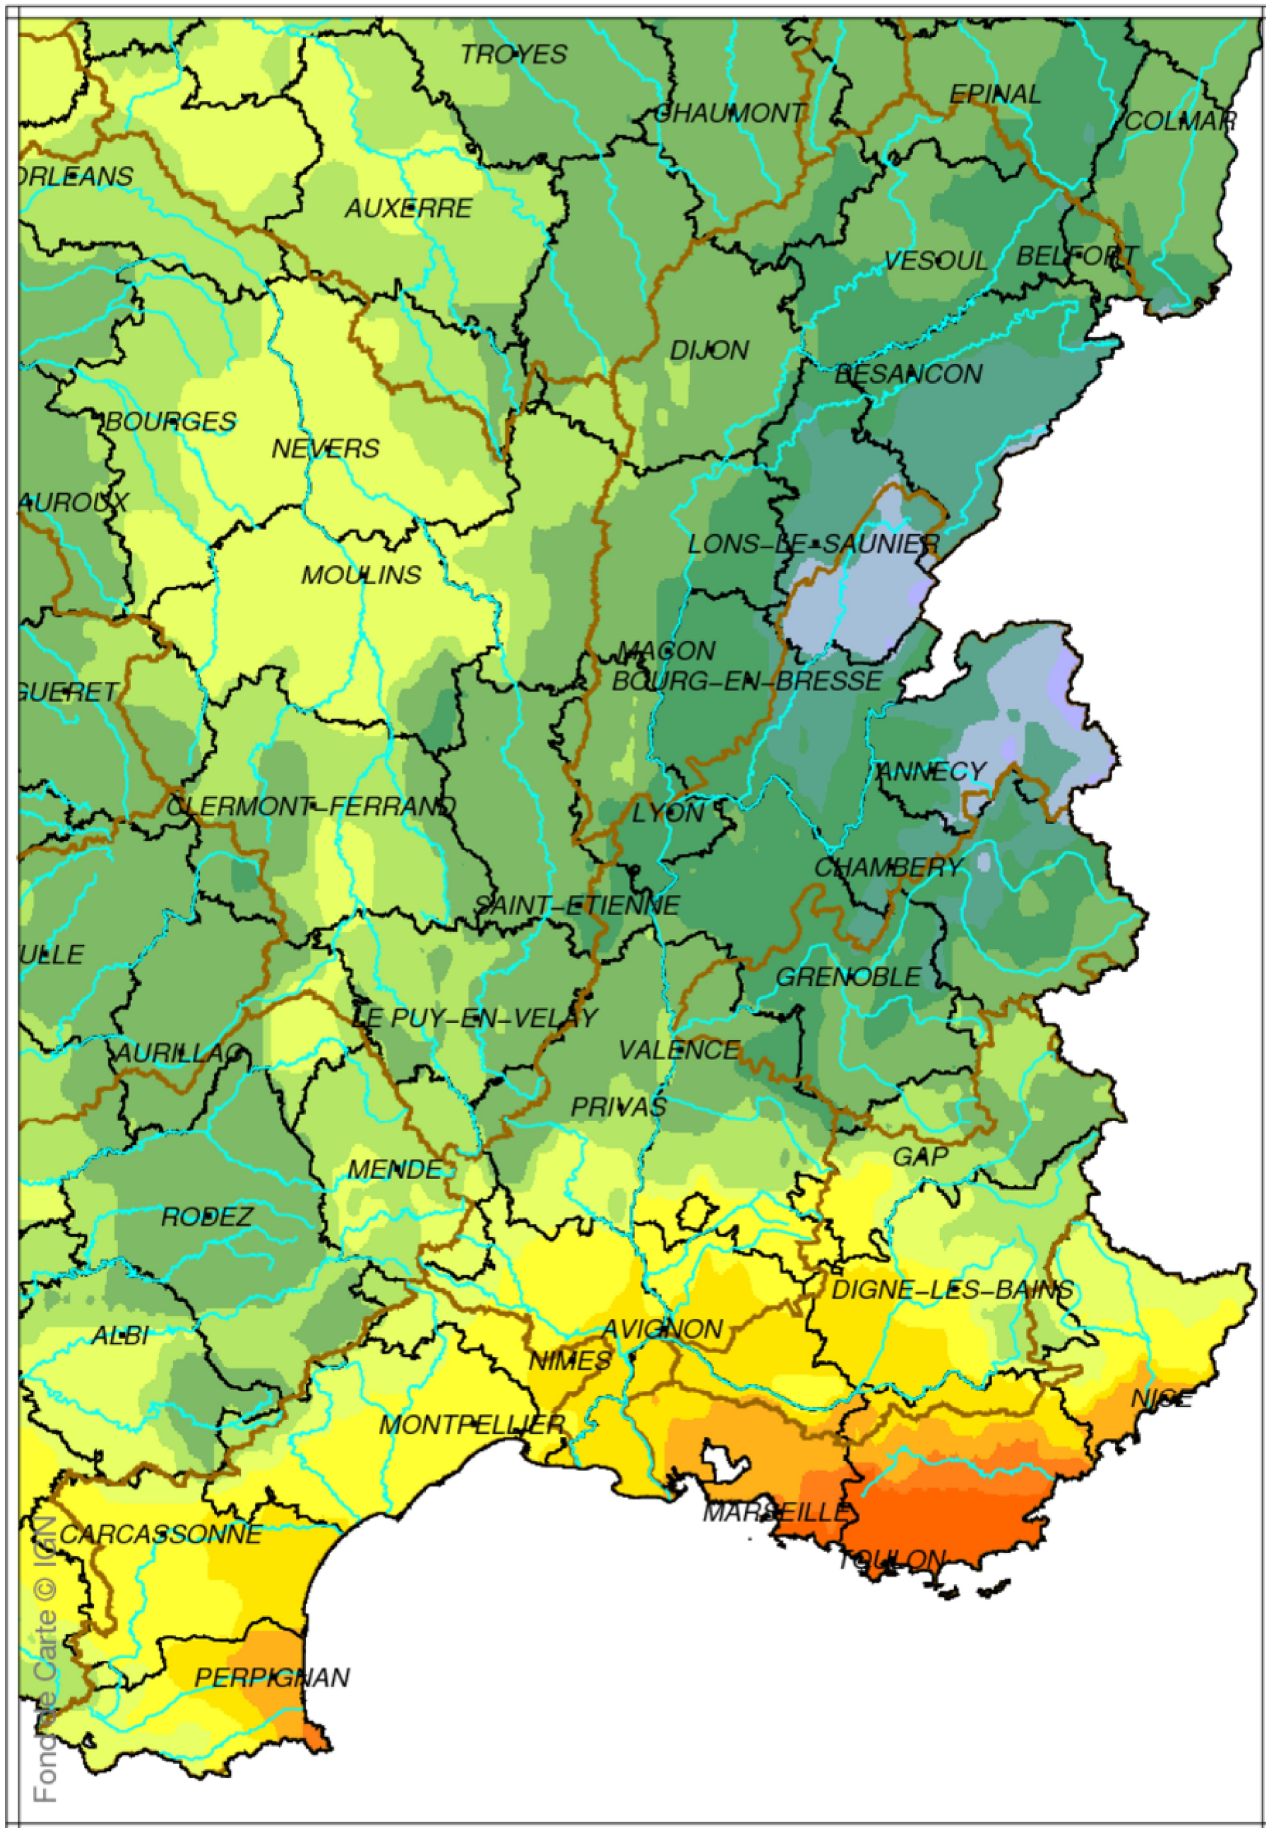 TROYES
EPINAL
CHAUMONT
COLMAR
ORLEANS
AUXERRE
VESOUL
BELFORT
DIJON
BESANCON
BOURGES
NEVERS
AUROUX
LONS-LE-SAUNIER
MOULINS
MACON
BOURG-EN-BRESSE
GUERET
ANNECY
CLERMONT-FERRAND
LYON
CHAMBERY
SAINT-ETIENNE
ULLE
GRENOBLE
LE PUY-EN-VELAY
AURILLAC
VALENCE
PRIVAS
GAP
MENDE
RODEZ
DIGNE-LES-BAINS
AVIGNON
ALBI
NIMES
NICE
MONTPELLIER
MARSEILLE
CARCASSONNE
TOULON
PERPIGNAN
Fond de Carte © IGN